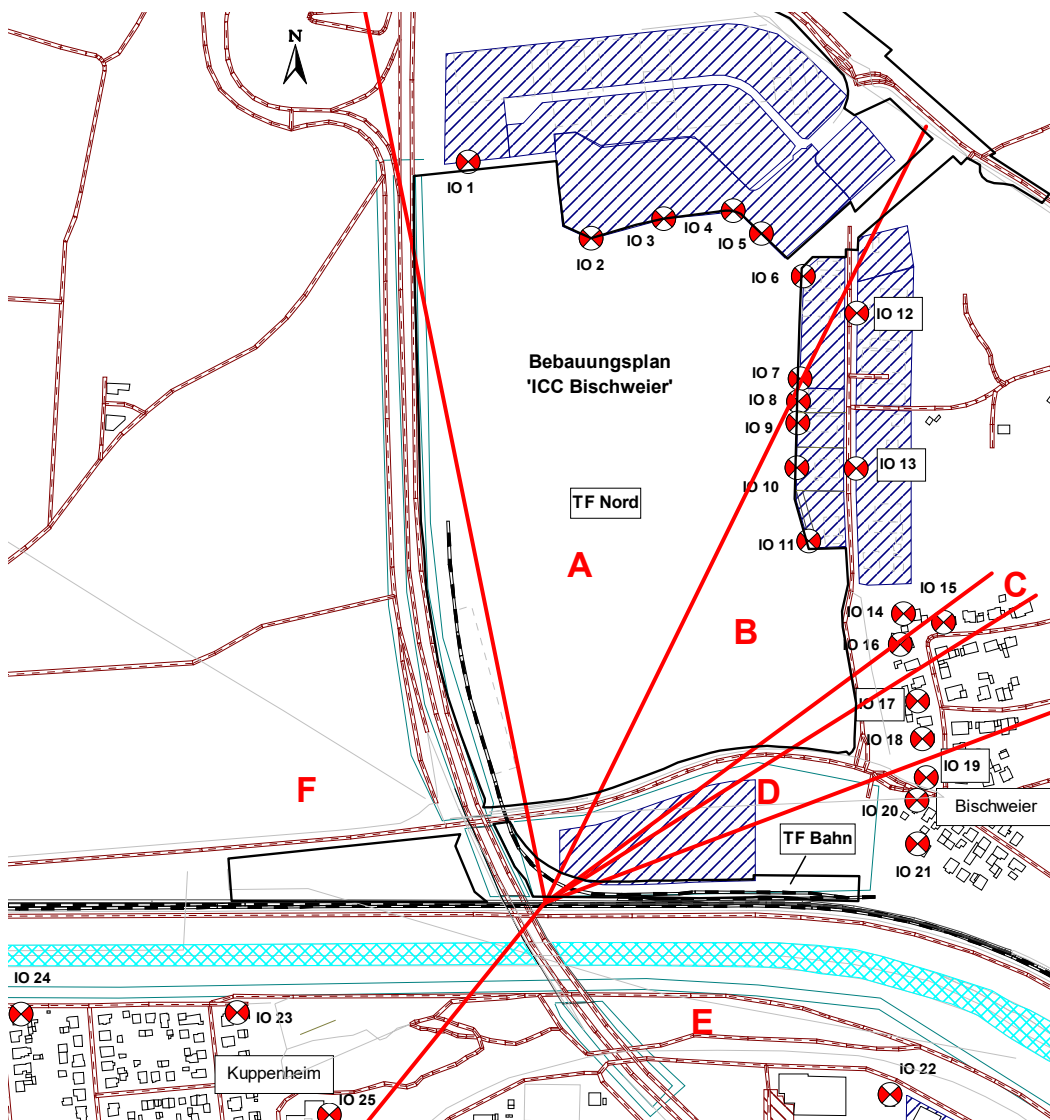 N
IO 1
IO 2
IO 3
IO 4
IO 5
IO 6
IO 12
Bebauungsplan
'ICC Bischweier'
IO 7
IO 8
IO 9
IO 10
IO 13
TF Nord
IO 11
A
C
IO 15
IO 14
B
IO 16
IO 17
IO 18
IO 19
F
D
IO 20
Bischweier
TF Bahn
IO 21
IO 24
IO 23
E
Kuppenheim
IO 22
IO 25